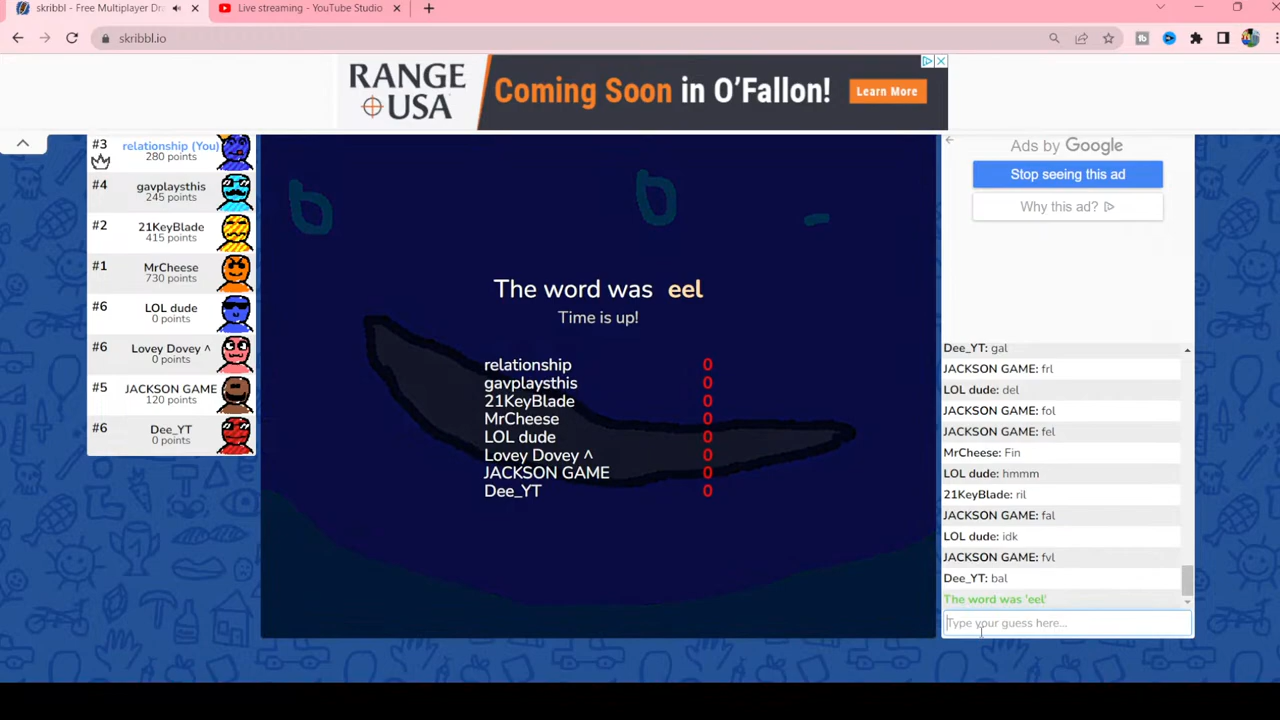 skribbl - Free Multiplayer Dra
Live streaming - YouTube Studio
skribbl.io
RANGE
USA
Coming Soon in O'Fallon!
Learn More
#3
relationship (You)
280 points
#4
gavplaysthis
245 points
#2
21KeyBlade
415 points
#1
MrCheese
730 points
#6
LOL dude
0 points
#6
Lovey Dovey ^
0 points
#5
JACKSON GAME
120 points
#6
Dee_YT
0 points
The word was eel
Time is up!
relationship 0
gavplaysthis 0
21KeyBlade 0
MrCheese 0
LOL dude 0
Lovey Dovey ^ 0
JACKSON GAME 0
Dee_YT 0
Ads by Google
Stop seeing this ad
Why this ad?
Dee_YT: gal
JACKSON GAME: frl
LOL dude: del
JACKSON GAME: fol
JACKSON GAME: fel
MrCheese: Fin
LOL dude: hmmm
21KeyBlade: ril
JACKSON GAME: fal
LOL dude: idk
JACKSON GAME: fvl
Dee_YT: bal
The word was 'eel'
Type your guess here...